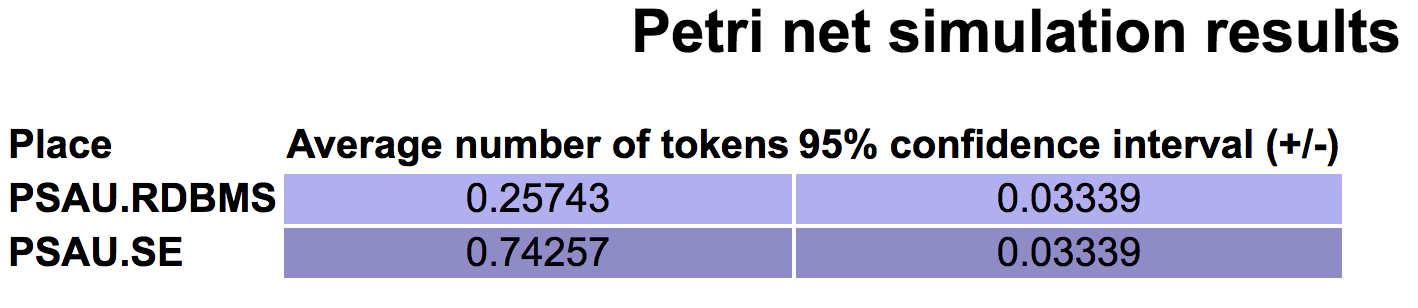 Petri net simulation results
Place Average number of tokens 95% confidence interval (+/-)
PSAU.RDBMS 0.25743 0.03339
PSAU.SE 0.74257 0.03339